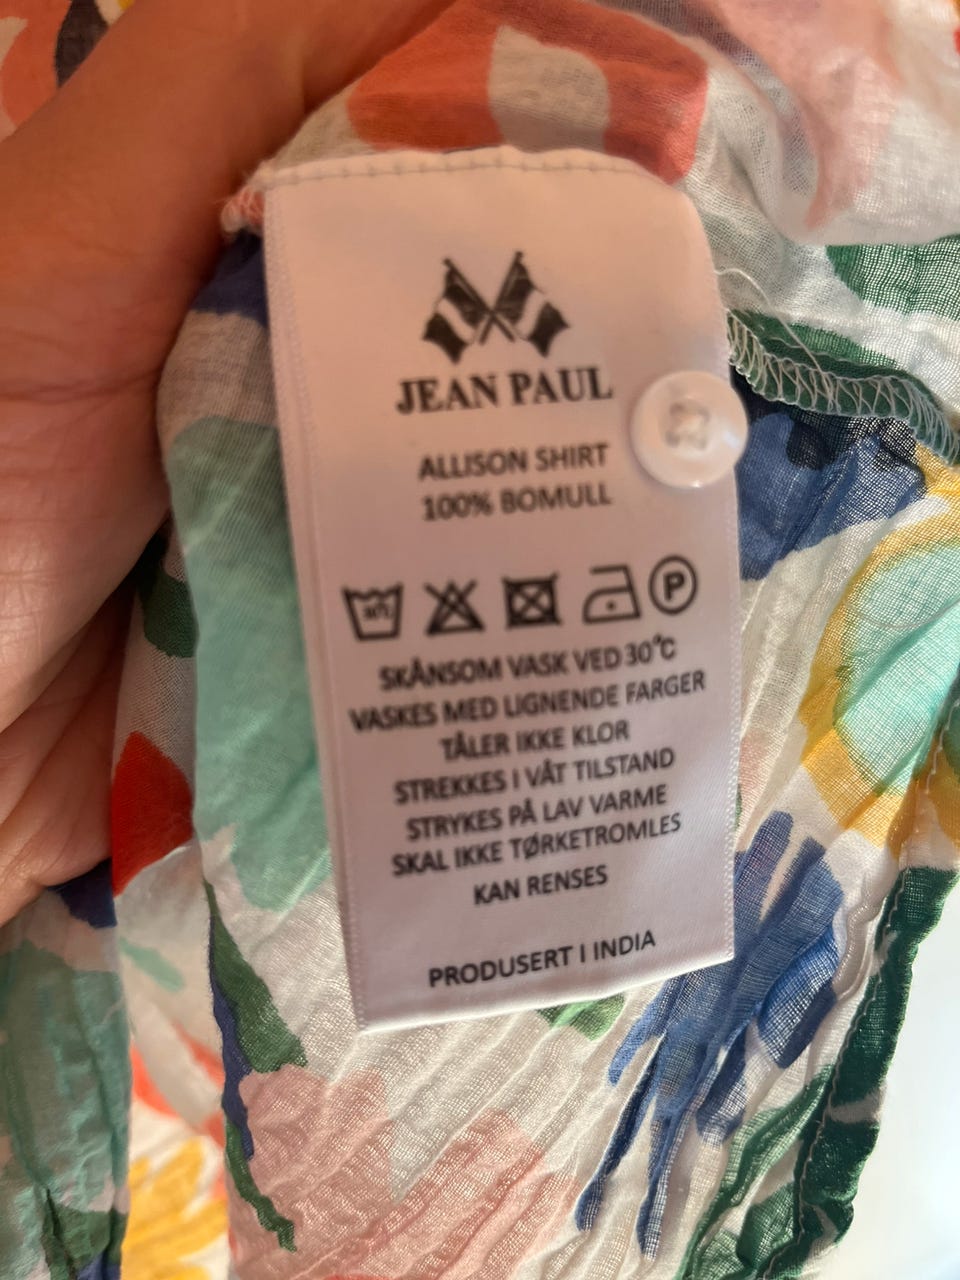 JEAN PAUL
ALLISON SHIRT
100% BOMULL
P
SKÅNSOM VASK VED 30°C
VASKES MED LIGNENDE FARGER
TÅLER IKKE KLOR
STREKKES I VÅT TILSTAND
STRYKES PÅ LAV VARME
SKAL IKKE TØRKETROMLES
KAN RENSES
PRODUSERT I INDIA